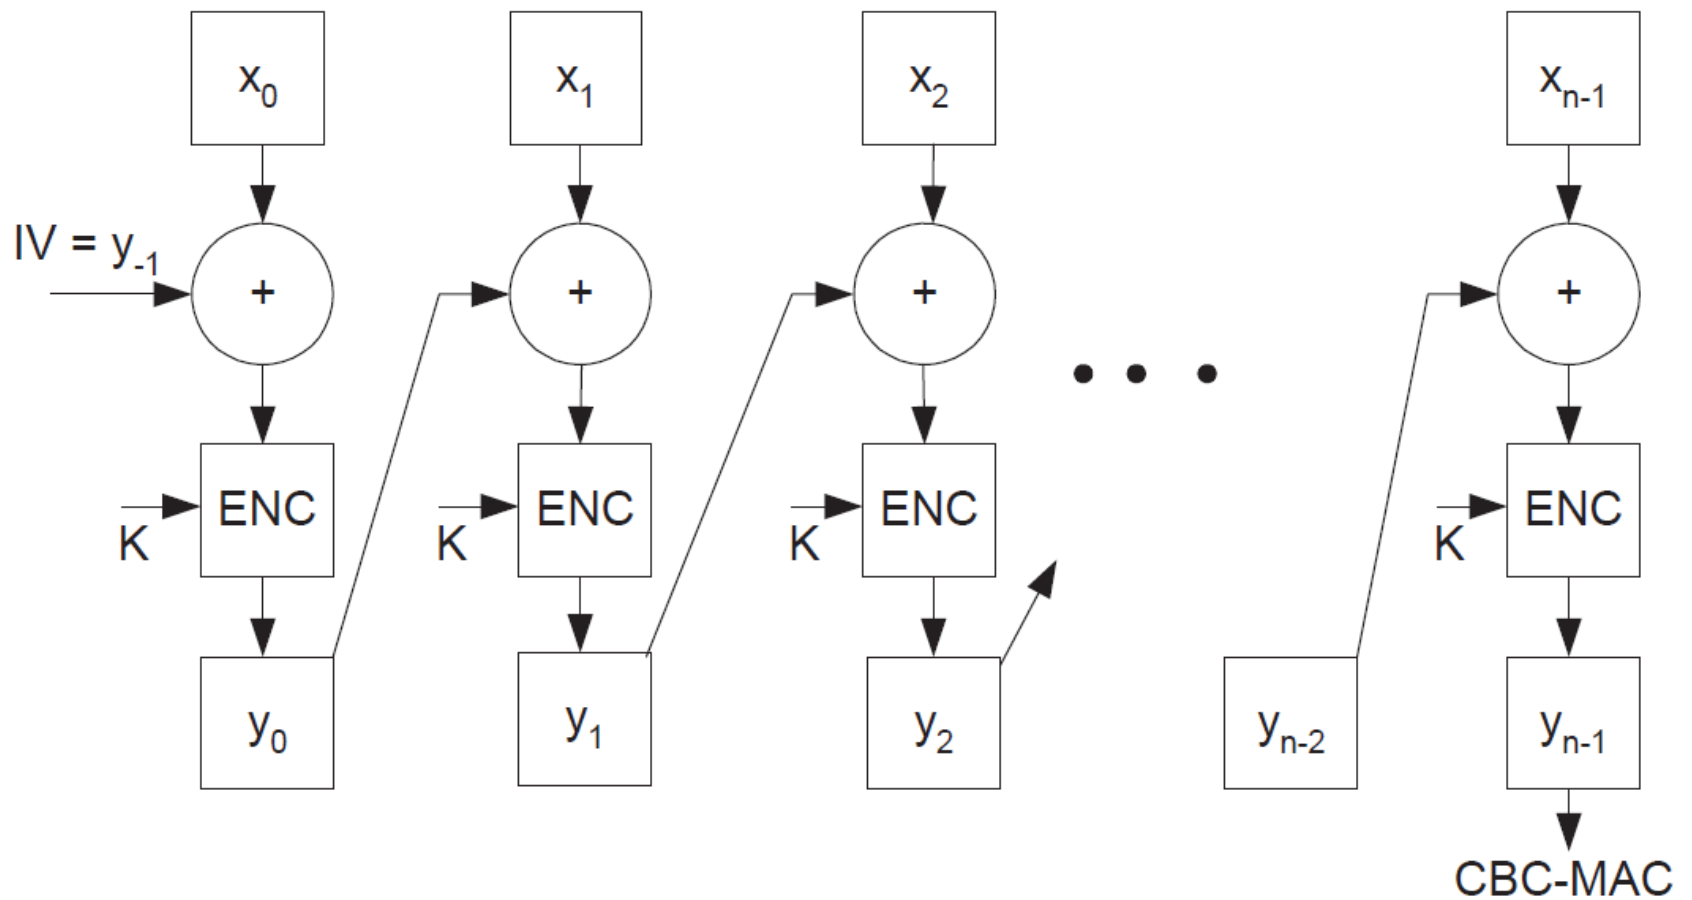 x0 x1 x2 xn-1
IV = y-1
+ + + +
ENC ENC ENC ENC
K K K K
y0 y1 y2 yn-2 yn-1
CBC-MAC